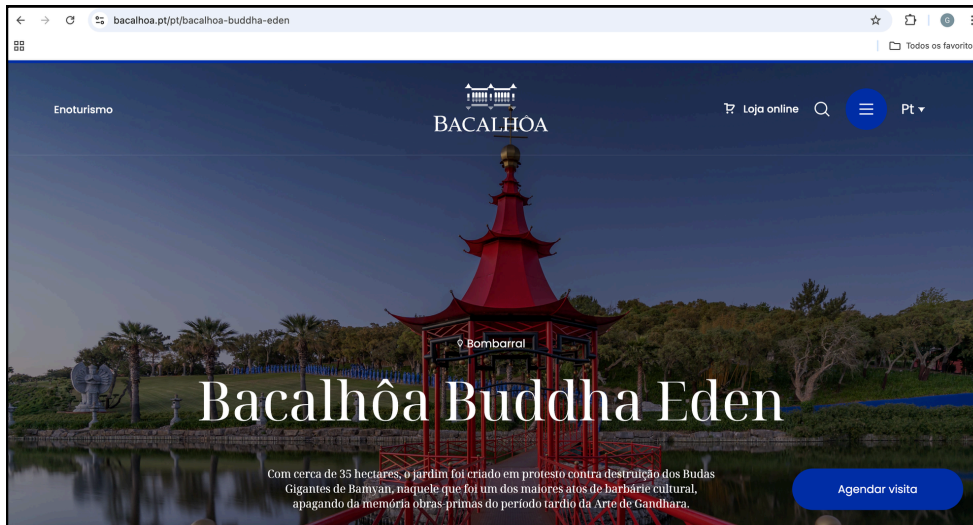 bacalhoa.pt/pt/bacalhoa-buddha-eden
G
Todos os favorito
Enoturismo
BACALHÔA
Loja online
Pt
Bombarral
Bacalhôa Buddha Eden
Com cerca de 35 hectares, o jardim foi criado em protesto contra destruição dos Budas
Gigantes de Bamyan, naquele que foi um dos maiores atos de barbárie cultural,
apagando da memória obras-primas do período tardio da Arte de Gandhara.
Agendar visita